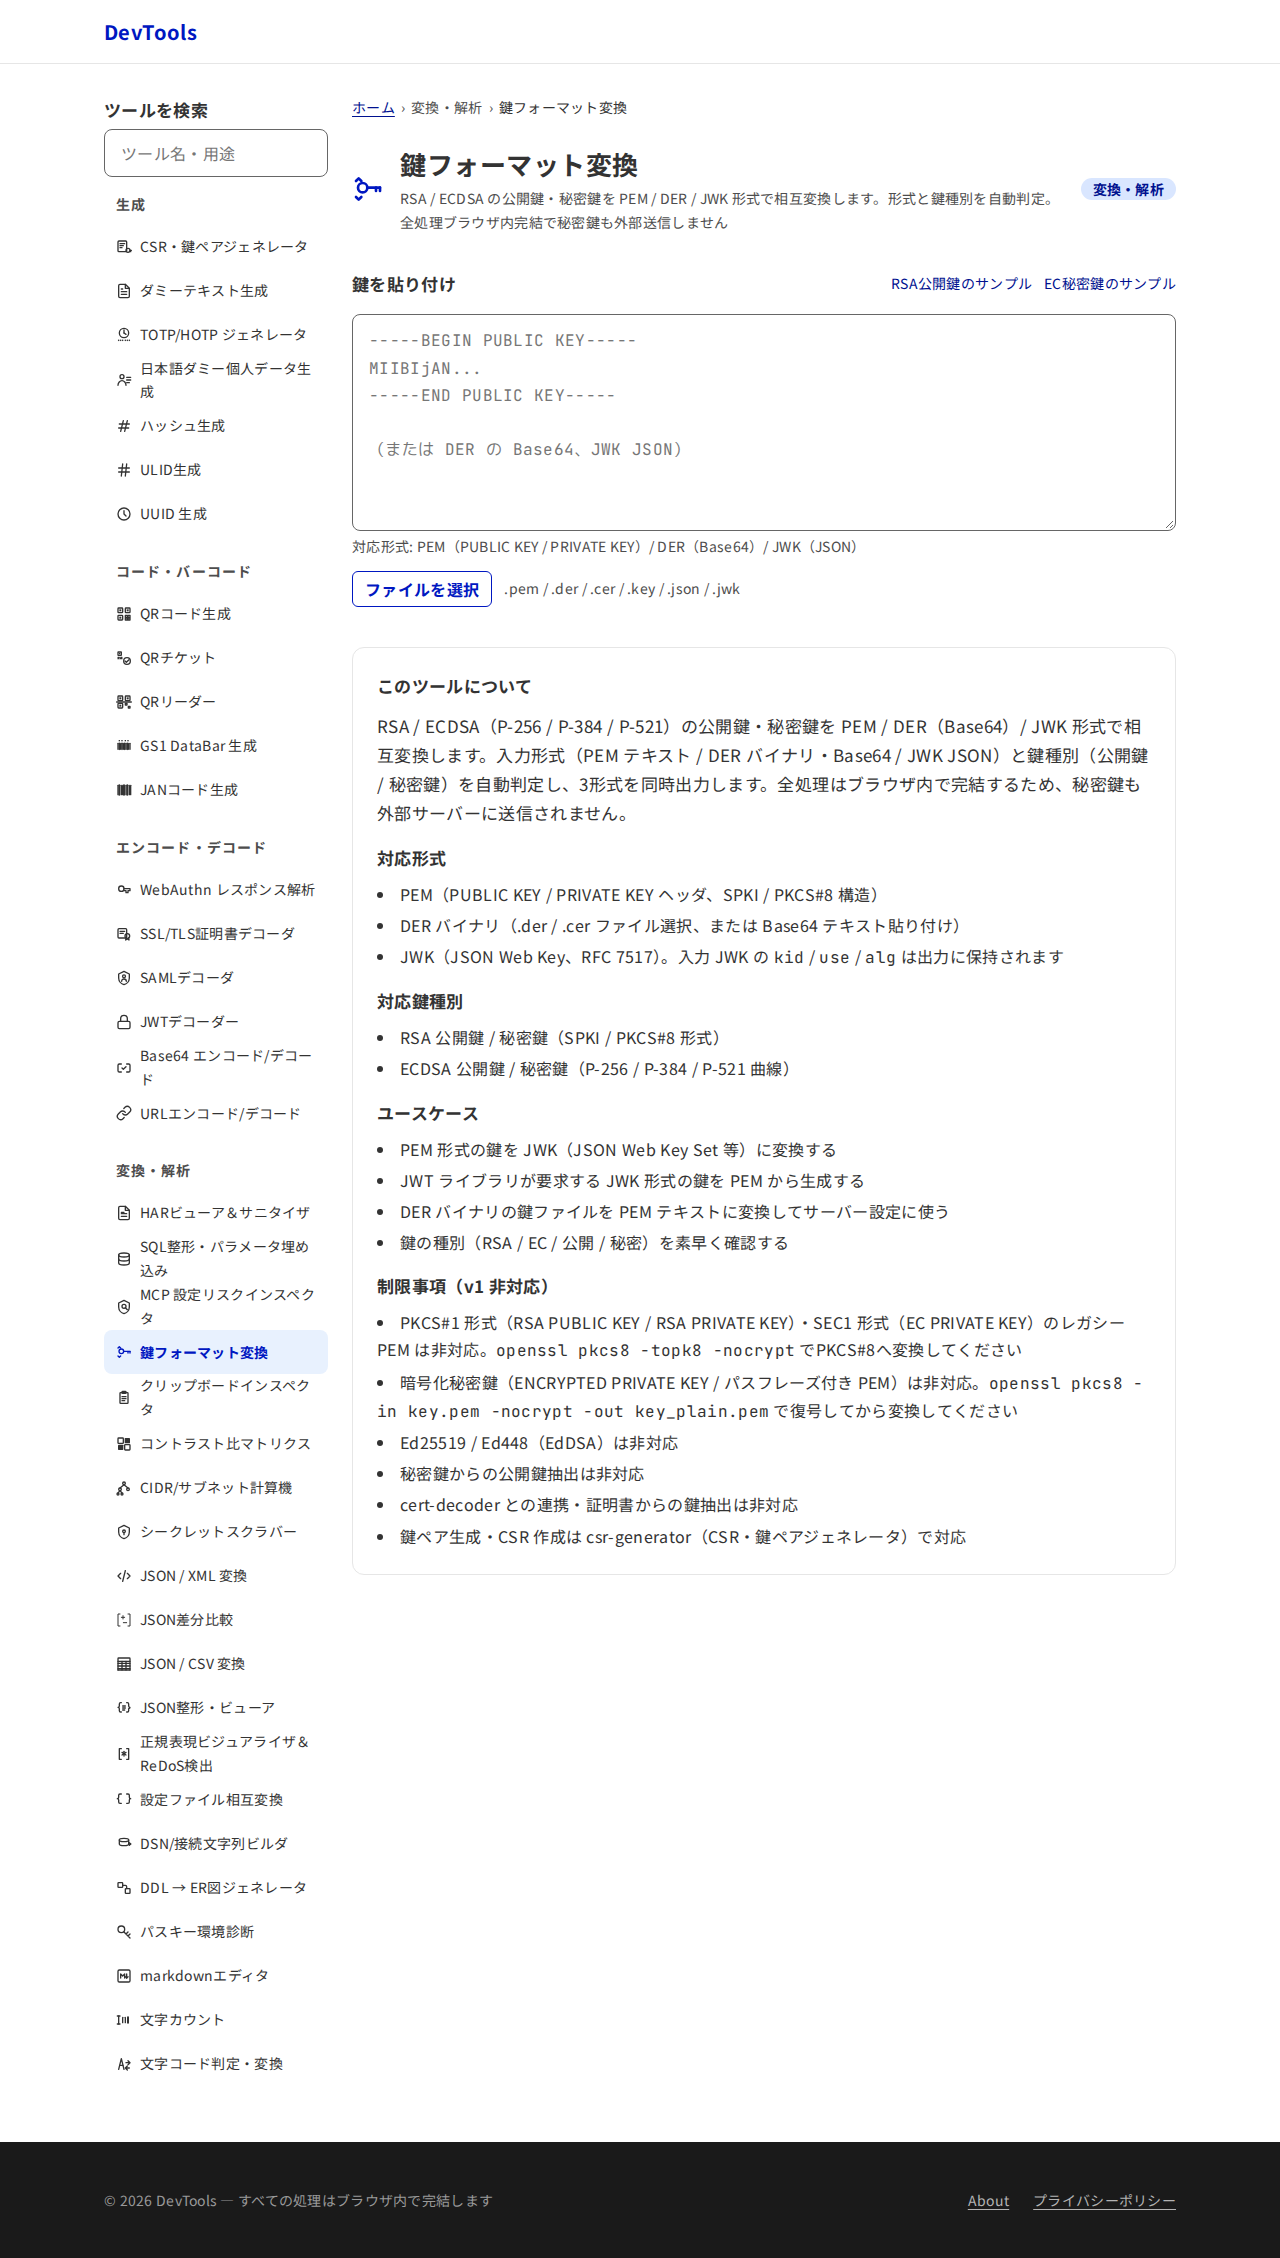 DevTools
ツールを検索
ツール名・用途
生成
CSR・鍵ペアジェネレータ
ダミーテキスト生成
TOTP/HOTP ジェネレータ
日本語ダミー個人データ生
成
ハッシュ生成
ULID生成
UUID 生成
コード・バーコード
QRコード生成
QRチケット
QRリーダー
GS1 DataBar 生成
JANコード生成
エンコード・デコード
WebAuthn レスポンス解析
SSL/TLS証明書デコーダ
SAMLデコーダ
JWTデコーダー
Base64 エンコード/デコー
ド
URLエンコード/デコード
変換・解析
HARビューア＆サニタイザ
SQL整形・パラメータ埋め
込み
MCP 設定リスクインスペク
タ
鍵フォーマット変換
クリップボードインスペク
タ
コントラスト比マトリクス
CIDR/サブネット計算機
シークレットスクラバー
JSON / XML 変換
JSON差分比較
JSON / CSV 変換
JSON整形・ビューア
正規表現ビジュアライザ＆
ReDoS検出
設定ファイル相互変換
DSN/接続文字列ビルダ
DDL → ER図ジェネレータ
パスキー環境診断
markdownエディタ
文字カウント
文字コード判定・変換
ホーム › 変換・解析 › 鍵フォーマット変換
鍵フォーマット変換
RSA / ECDSA の公開鍵・秘密鍵を PEM / DER / JWK 形式で相互変換します。形式と鍵種別を自動判定。
全処理ブラウザ内完結で秘密鍵も外部送信しません
変換・解析
鍵を貼り付け
RSA公開鍵のサンプル EC秘密鍵のサンプル
-----BEGIN PUBLIC KEY-----
MIIBIjAN...
-----END PUBLIC KEY-----
（または DER の Base64、JWK JSON）
対応形式: PEM（PUBLIC KEY / PRIVATE KEY）/ DER（Base64）/ JWK（JSON）
ファイルを選択 .pem / .der / .cer / .key / .json / .jwk
このツールについて
RSA / ECDSA（P-256 / P-384 / P-521）の公開鍵・秘密鍵を PEM / DER（Base64）/ JWK 形式で相
互変換します。入力形式（PEM テキスト / DER バイナリ・Base64 / JWK JSON）と鍵種別（公開鍵
/ 秘密鍵）を自動判定し、3形式を同時出力します。全処理はブラウザ内で完結するため、秘密鍵も
外部サーバーに送信されません。
対応形式
• PEM（PUBLIC KEY / PRIVATE KEY ヘッダ、SPKI / PKCS#8 構造）
• DER バイナリ（.der / .cer ファイル選択、または Base64 テキスト貼り付け）
• JWK（JSON Web Key、RFC 7517）。入力 JWK の kid / use / alg は出力に保持されます
対応鍵種別
• RSA 公開鍵 / 秘密鍵（SPKI / PKCS#8 形式）
• ECDSA 公開鍵 / 秘密鍵（P-256 / P-384 / P-521 曲線）
ユースケース
• PEM 形式の鍵を JWK（JSON Web Key Set 等）に変換する
• JWT ライブラリが要求する JWK 形式の鍵を PEM から生成する
• DER バイナリの鍵ファイルを PEM テキストに変換してサーバー設定に使う
• 鍵の種別（RSA / EC / 公開 / 秘密）を素早く確認する
制限事項（v1 非対応）
• PKCS#1 形式（RSA PUBLIC KEY / RSA PRIVATE KEY）・SEC1 形式（EC PRIVATE KEY）のレガシー
PEM は非対応。openssl pkcs8 -topk8 -nocrypt でPKCS#8へ変換してください
• 暗号化秘密鍵（ENCRYPTED PRIVATE KEY / パスフレーズ付き PEM）は非対応。openssl pkcs8 -
in key.pem -nocrypt -out key_plain.pem で復号してから変換してください
• Ed25519 / Ed448（EdDSA）は非対応
• 秘密鍵からの公開鍵抽出は非対応
• cert-decoder との連携・証明書からの鍵抽出は非対応
• 鍵ペア生成・CSR 作成は csr-generator（CSR・鍵ペアジェネレータ）で対応
© 2026 DevTools — すべての処理はブラウザ内で完結します
About プライバシーポリシー